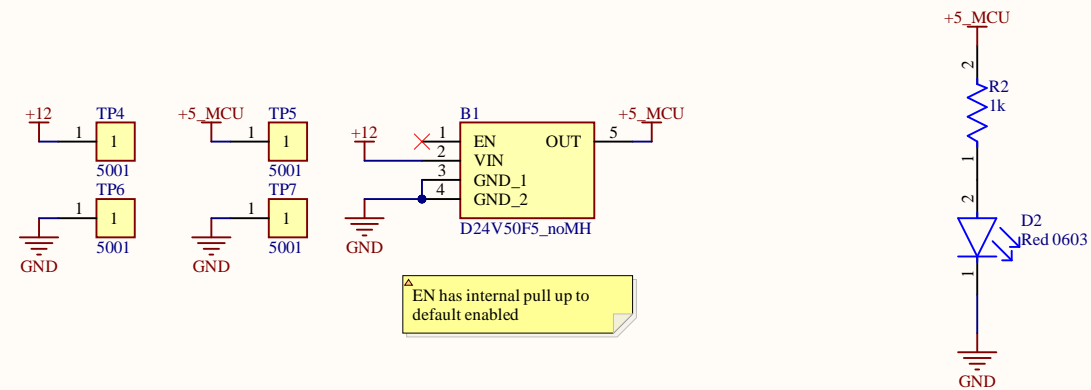 +5_MCU
2
R2
1k
1
2
D2
Red 0603
1
GND
+12
1
TP4
1
5001
+5_MCU
1
TP5
1
5001
1
TP6
1
5001
GND
1
TP7
1
5001
GND
+12
B1
1
EN
OUT
5
+5_MCU
2
VIN
3
GND_1
4
GND_2
D24V50F5_noMH
GND
EN has internal pull up to
default enabled